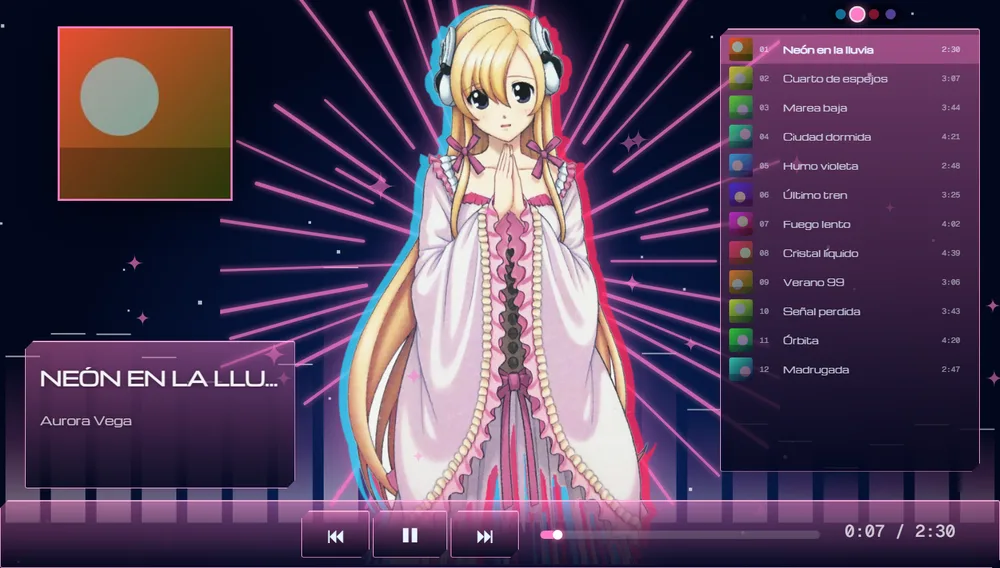 NEÓN EN LA LLU...
Aurora Vega
01 Neón en la lluvia 2:30
02 Cuarto de espejos 3:07
03 Marea baja 3:44
04 Ciudad dormida 4:21
05 Humo violeta 2:48
06 Último tren 3:25
07 Fuego lento 4:02
08 Cristal líquido 4:39
09 Verano 99 3:06
10 Señal perdida 3:43
11 Órbita 4:20
12 Madrugada 2:47
0:07 / 2:30